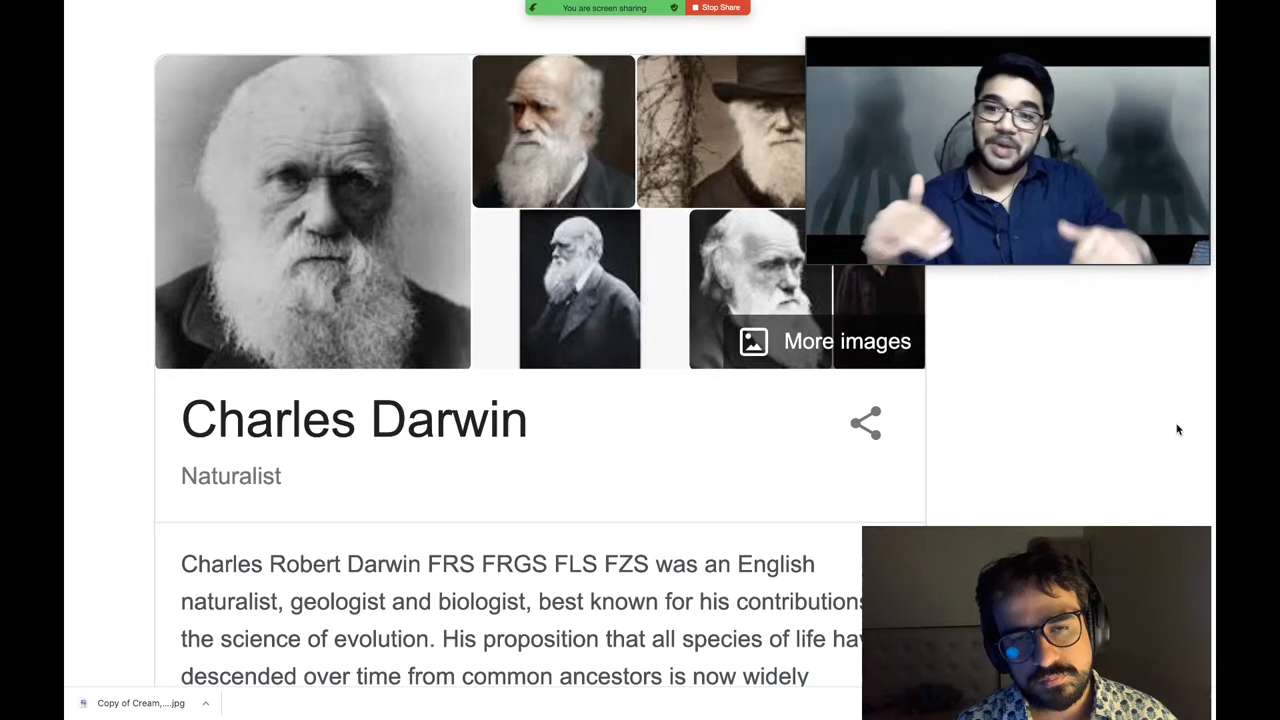 You are screen sharing
Stop Share
More images
Charles Darwin
Naturalist
Charles Robert Darwin FRS FRGS FLS FZS was an English
naturalist, geologist and biologist, best known for his contributions
the science of evolution. His proposition that all species of life
descended over time from common ancestors is now widely
Copy of Cream,....jpg